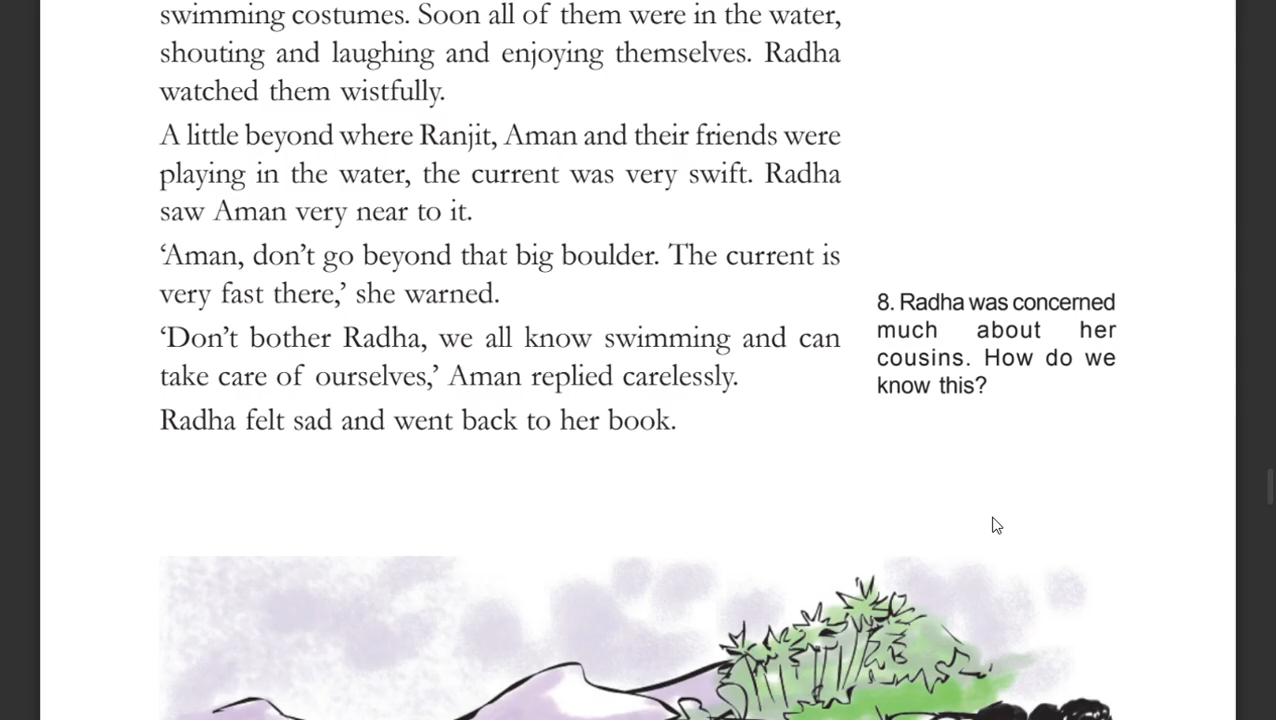 swimming costumes. Soon all of them were in the water,
shouting and laughing and enjoying themselves. Radha
watched them wistfully.
A little beyond where Ranjit, Aman and their friends were
playing in the water, the current was very swift. Radha
saw Aman very near to it.
‘Aman, don’t go beyond that big boulder. The current is
very fast there,’ she warned.
‘Don’t bother Radha, we all know swimming and can
take care of ourselves,’ Aman replied carelessly.
Radha felt sad and went back to her book.
8. Radha was concerned
much about her
cousins. How do we
know this?